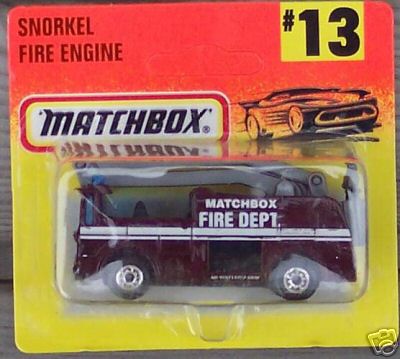 SNORKEL
FIRE ENGINE
#13
MATCHBOX®
MATCHBOX
FIRE DEPT.